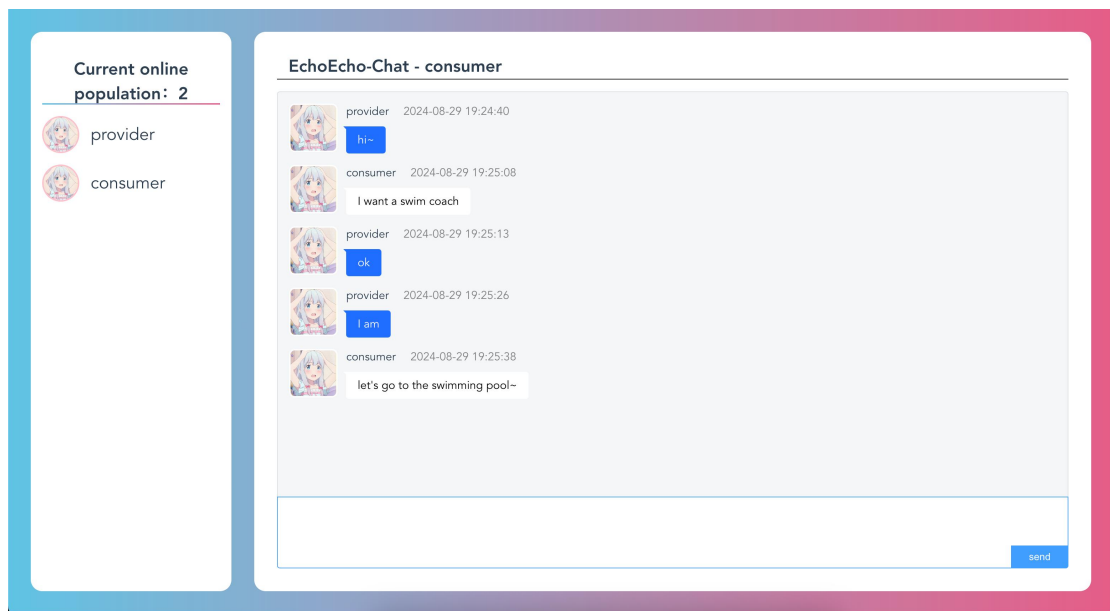 Current online
population：2
provider
consumer
EchoEcho-Chat - consumer
provider 2024-08-29 19:24:40
hi~
consumer 2024-08-29 19:25:08
I want a swim coach
provider 2024-08-29 19:25:13
ok
provider 2024-08-29 19:25:26
I am
consumer 2024-08-29 19:25:38
let's go to the swimming pool~
send